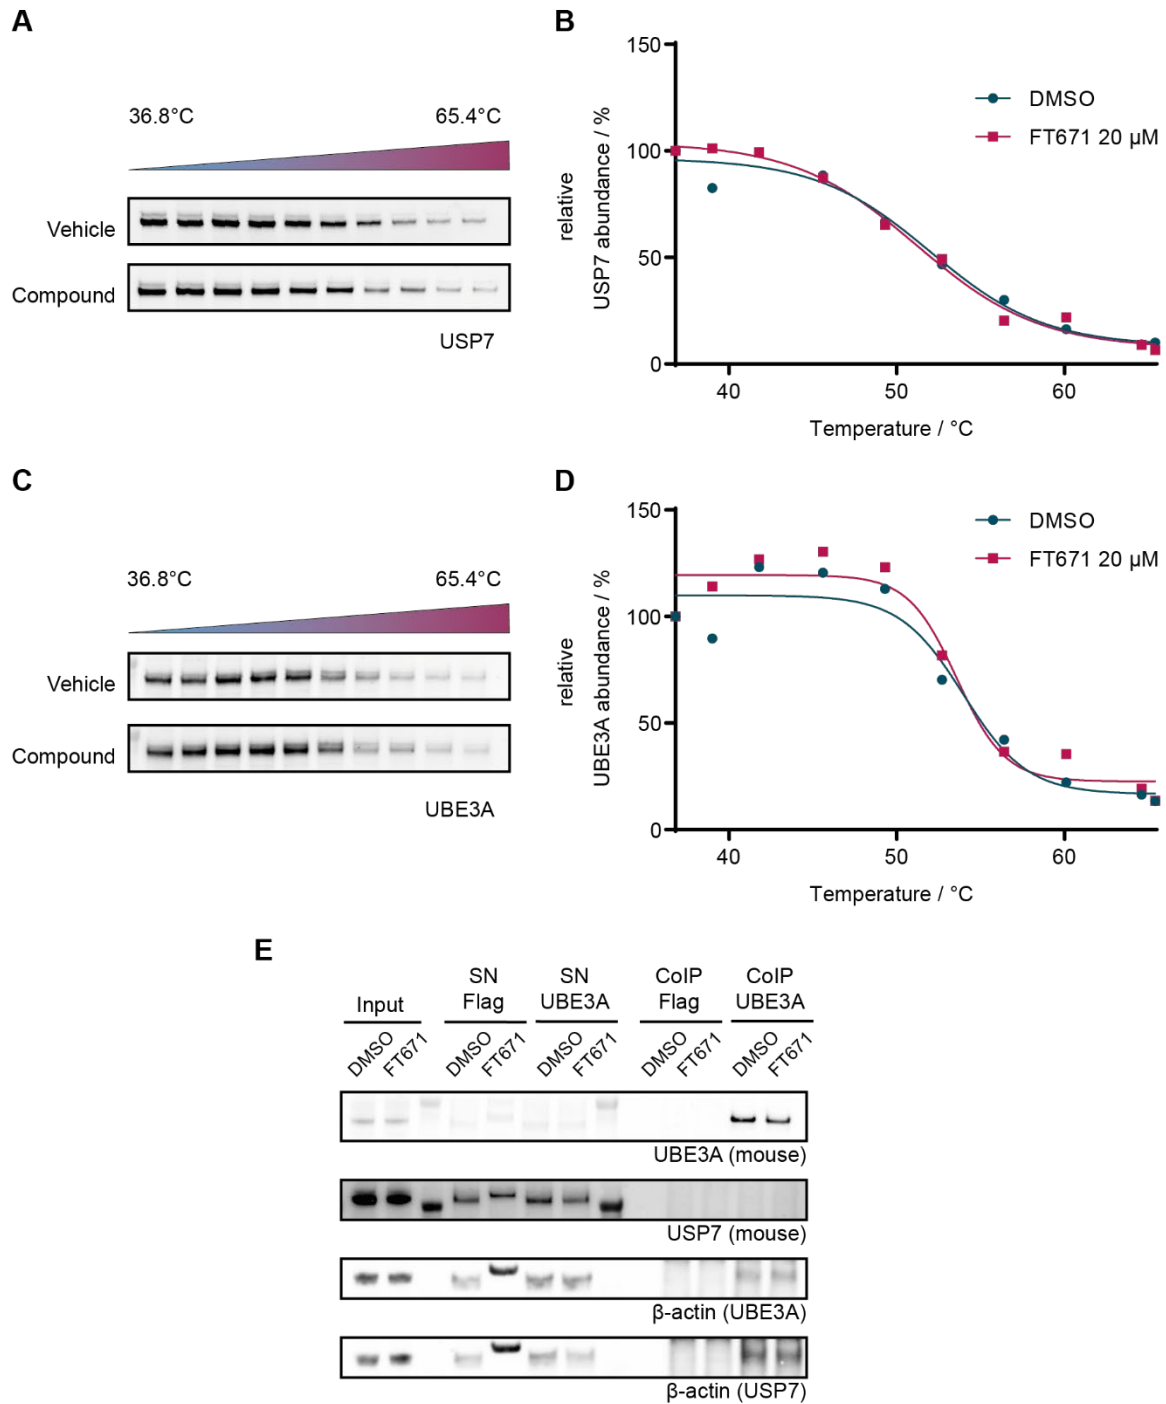 A
36.8°C 65.4°C
Vehicle
Compound
USP7
B
relative
USP7 abundance / %
150
100
50
0
40 50 60
Temperature / °C
DMSO
FT671 20 µM
C
36.8°C 65.4°C
Vehicle
Compound
UBE3A
D
relative
UBE3A abundance / %
150
100
50
0
40 50 60
Temperature / °C
DMSO
FT671 20 µM
E
Input
SN
Flag
SN
UBE3A
CoIP
Flag
CoIP
UBE3A
DMSO FT671 DMSO FT671 DMSO FT671 DMSO FT671 DMSO FT671
UBE3A (mouse)
USP7 (mouse)
β-actin (UBE3A)
β-actin (USP7)